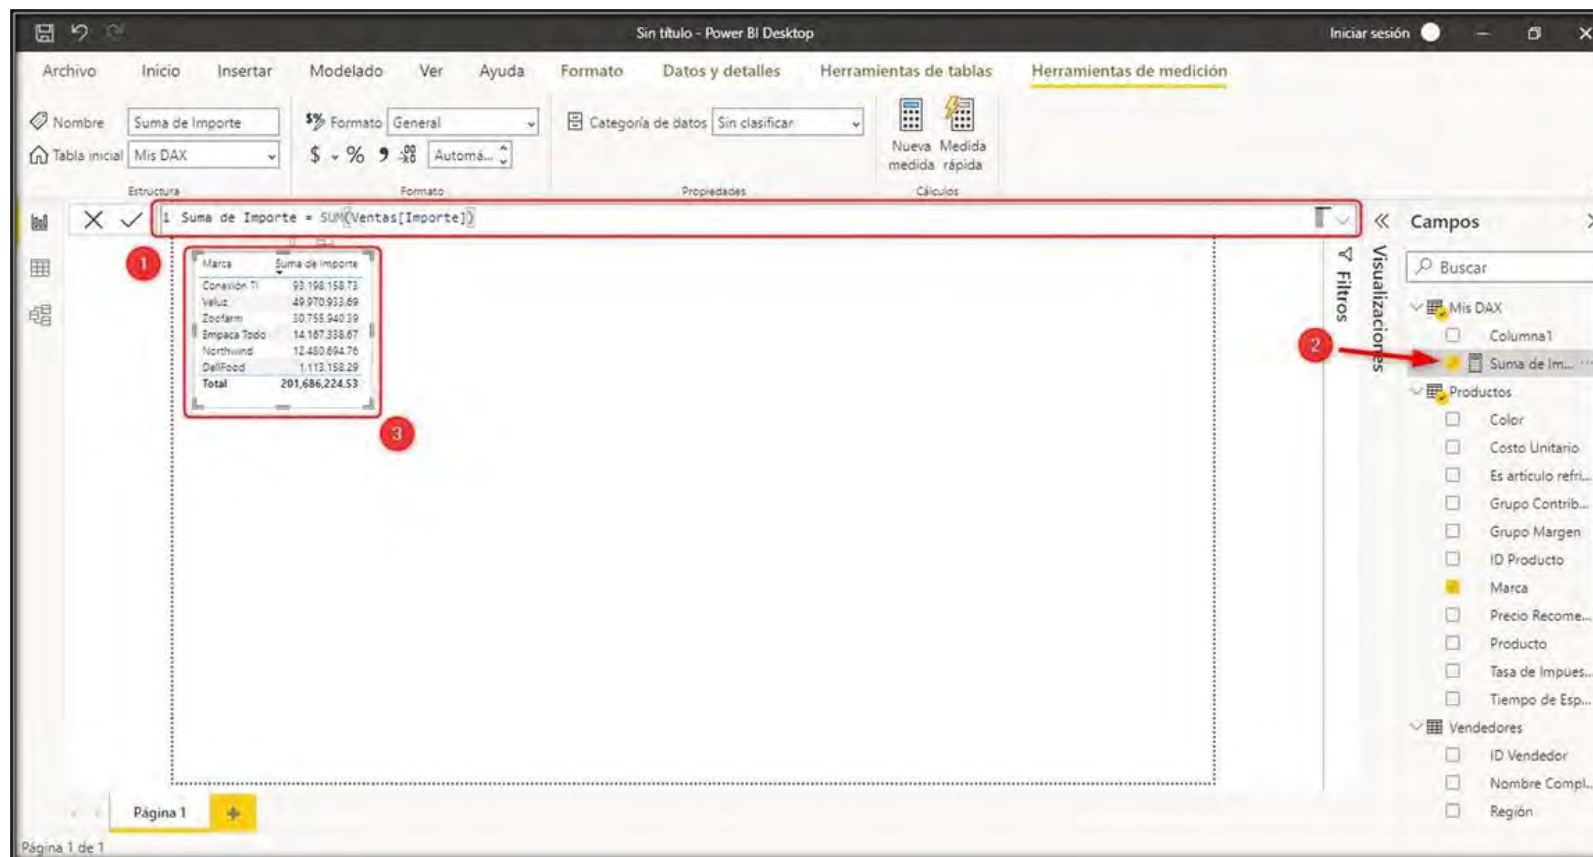 Sin título - Power BI Desktop
Iniciar sesión
Archivo Inicio Insertar Modelado Ver Ayuda Formato Datos y detalles Herramientas de tablas Herramientas de medición
Nombre Suma de Importe
Formato General
Categoría de datos Sin clasificar
Tabla inicial Mis DAX
$ % Automá...
Nueva medida
Medida rápida
Estructura Formato Propiedades Cálculos
1 Suma de Importe = SUM(Ventas[Importe])
1
Marca Suma de Importe
Conexión TI 93.198.158.73
Veluz 49.970.933.69
Zoofarm 30.755.940.39
Empaca Todo 14.167.338.67
Northwind 12.480.694.76
DeliFood 1.113.158.29
Total 201,686,224.53
3
Filtros
Visualizaciones
2
Campos
Buscar
Mis DAX
Columna1
Suma de Im... ...
Productos
Color
Costo Unitario
Es artículo refri...
Grupo Contrib...
Grupo Margen
ID Producto
Marca
Precio Recome...
Producto
Tasa de Impues...
Tiempo de Esp...
Vendedores
ID Vendedor
Nombre Compl...
Región
Página 1
+
Página 1 de 1